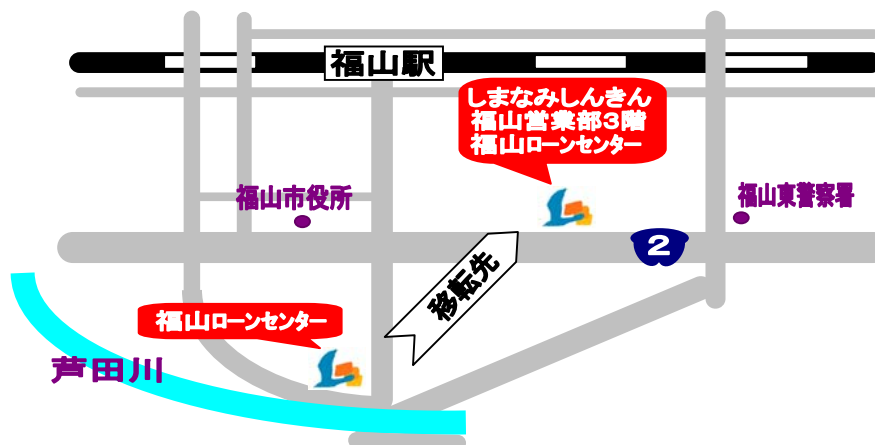 福山駅
しまなみしんきん
福山営業部3階
福山ローンセンター
福山市役所
福山東警察署
2
移転先
福山ローンセンター
芦田川